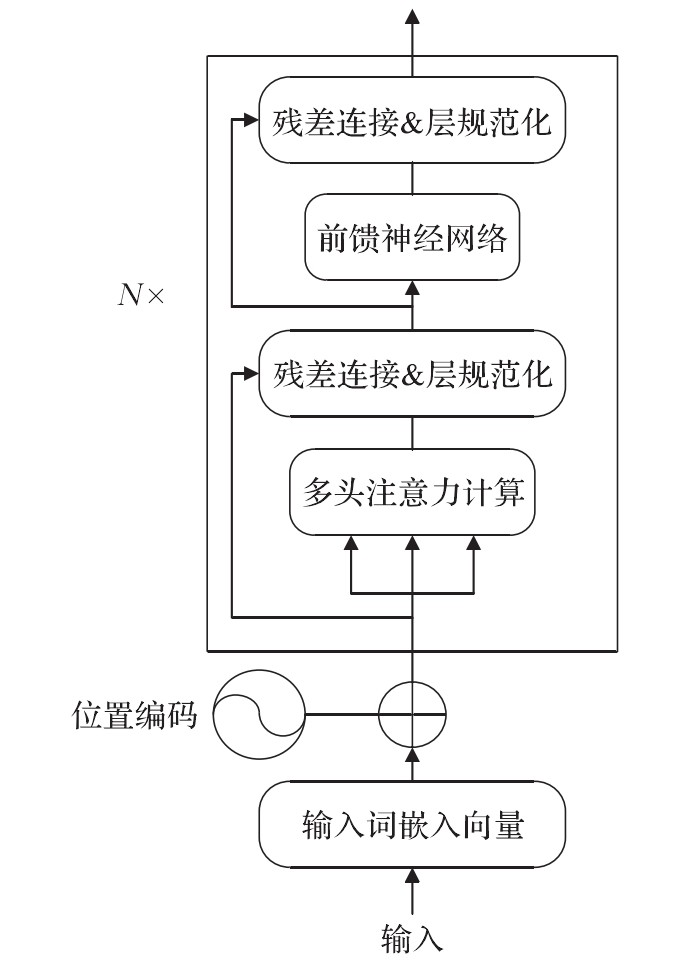 残差连接&层规范化
前馈神经网络
N×
残差连接&层规范化
多头注意力计算
位置编码
输入词嵌入向量
输入